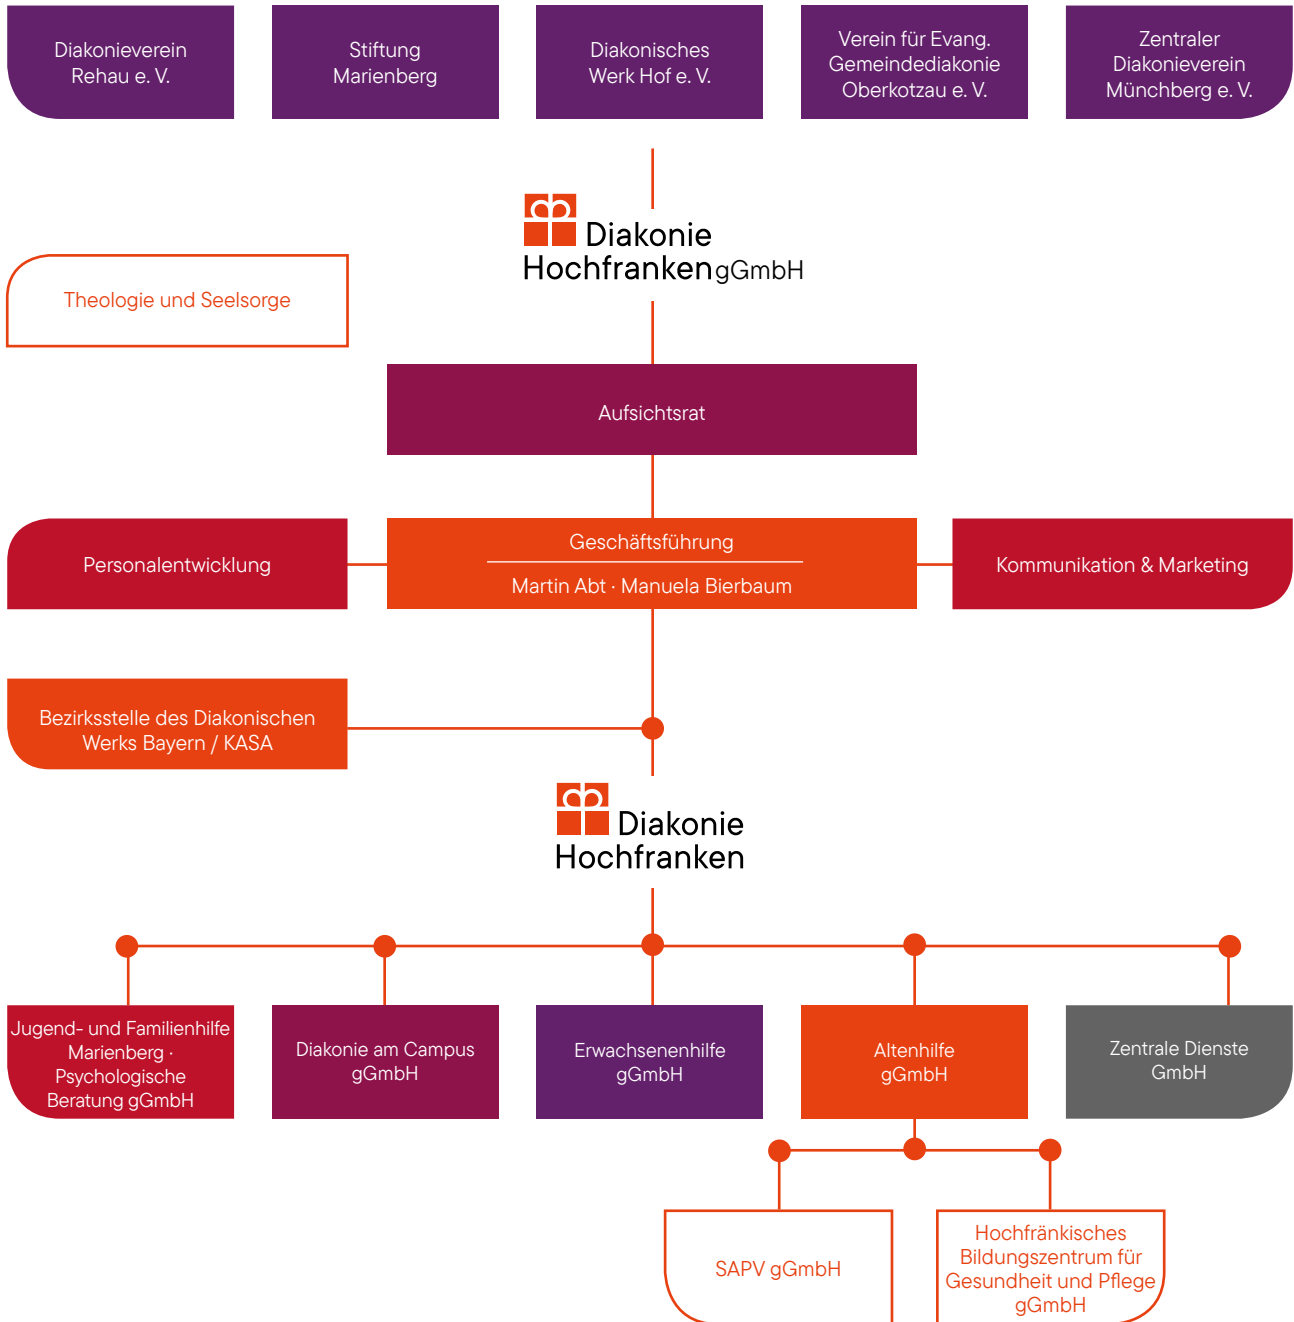 Diakonieverein
Rehau e. V.
Stiftung
Marienberg
Diakonisches
Werk Hof e. V.
Verein für Evang.
Gemeindediakonie
Oberkotzau e. V.
Zentraler
Diakonieverein
Münchberg e. V.
Diakonie
Hochfranken gGmbH
Theologie und Seelsorge
Aufsichtsrat
Personalentwicklung
Geschäftsführung
Martin Abt · Manuela Bierbaum
Kommunikation & Marketing
Bezirksstelle des Diakonischen
Werks Bayern / KASA
Diakonie
Hochfranken
Jugend- und Familienhilfe
Marienberg ·
Psychologische
Beratung gGmbH
Diakonie am Campus
gGmbH
Erwachsenenhilfe
gGmbH
Altenhilfe
gGmbH
Zentrale Dienste
GmbH
SAPV gGmbH
Hochfränkisches
Bildungszentrum für
Gesundheit und Pflege
gGmbH